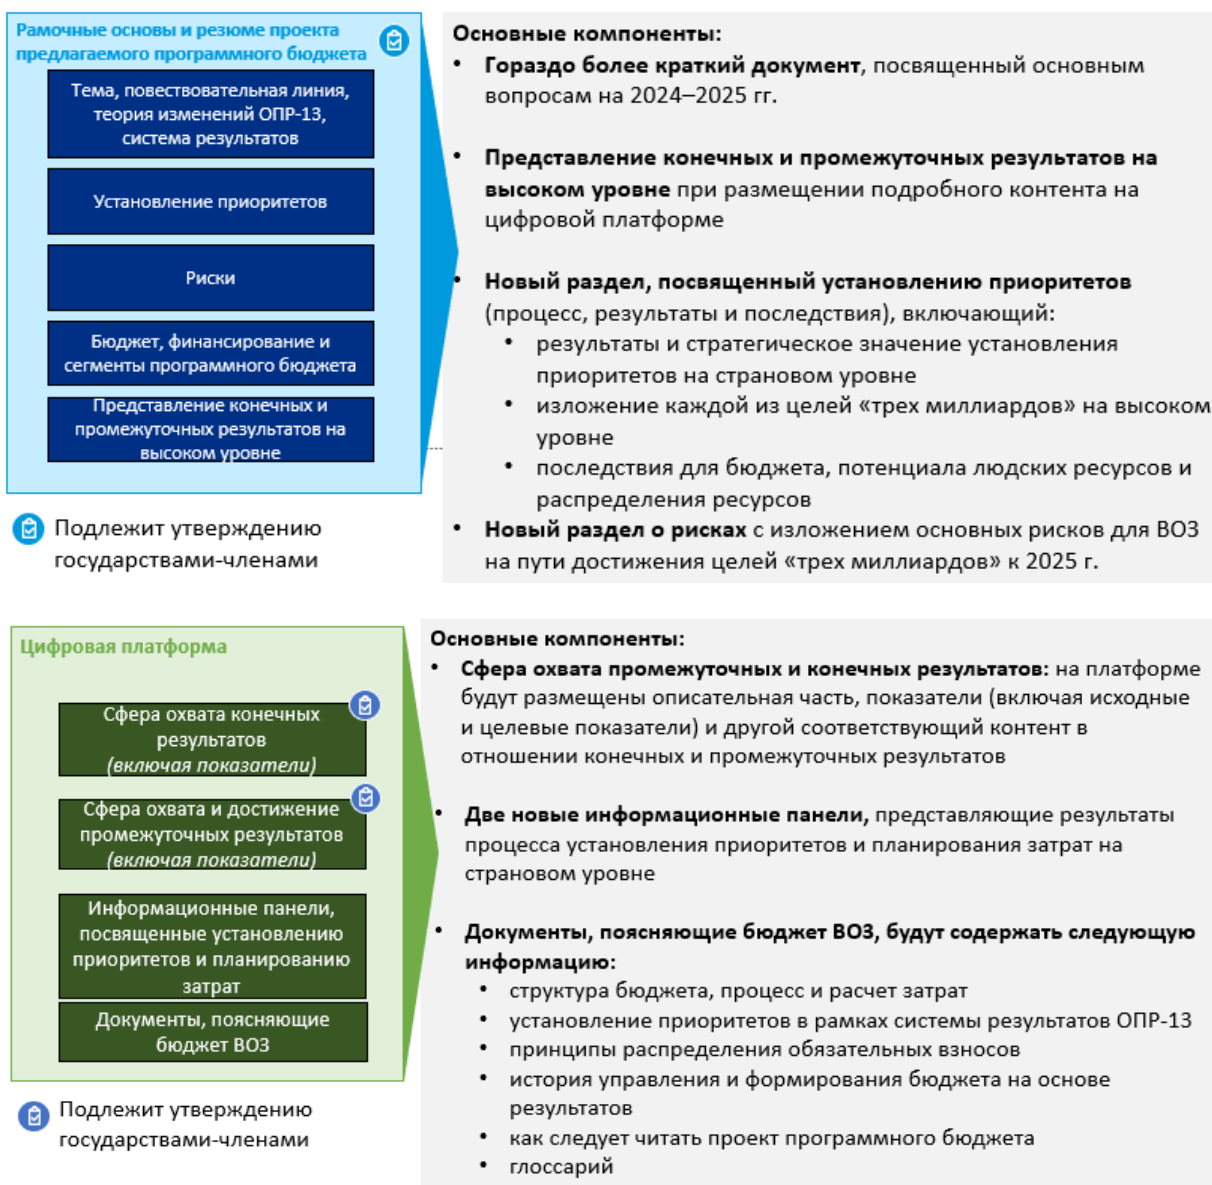 Рамочные основы и резюме проекта
предлагаемого программного бюджета
Тема, повествовательная линия,
теория изменений ОПР-13,
система результатов
Установление приоритетов
Риски
Бюджет, финансирование и
сегменты программного бюджета
Представление конечных и
промежуточных результатов на
высоком уровне
Подлежит утверждению
государствами-членами
Основные компоненты:
• Гораздо более краткий документ, посвященный основным
вопросам на 2024–2025 гг.
• Представление конечных и промежуточных результатов на
высоком уровне при размещении подробного контента на
цифровой платформе
• Новый раздел, посвященный установлению приоритетов
(процесс, результаты и последствия), включающий:
• результаты и стратегическое значение установления
приоритетов на страновом уровне
• изложение каждой из целей «трех миллиардов» на высоком
уровне
• последствия для бюджета, потенциала людских ресурсов и
распределения ресурсов
• Новый раздел о рисках с изложением основных рисков для ВОЗ
на пути достижения целей «трех миллиардов» к 2025 г.
Цифровая платформа
Сфера охвата конечных
результатов
(включая показатели)
Сфера охвата и достижение
промежуточных результатов
(включая показатели)
Информационные панели,
посвященные установлению
приоритетов и планированию
затрат
Документы, поясняющие
бюджет ВОЗ
Подлежит утверждению
государствами-членами
Основные компоненты:
• Сфера охвата промежуточных и конечных результатов: на платформе
будут размещены описательная часть, показатели (включая исходные
и целевые показатели) и другой соответствующий контент в
отношении конечных и промежуточных результатов
• Две новые информационные панели, представляющие результаты
процесса установления приоритетов и планирования затрат на
страновом уровне
• Документы, поясняющие бюджет ВОЗ, будут содержать следующую
информацию:
• структура бюджета, процесс и расчет затрат
• установление приоритетов в рамках системы результатов ОПР-13
• принципы распределения обязательных взносов
• история управления и формирования бюджета на основе
результатов
• как следует читать проект программного бюджета
• глоссарий